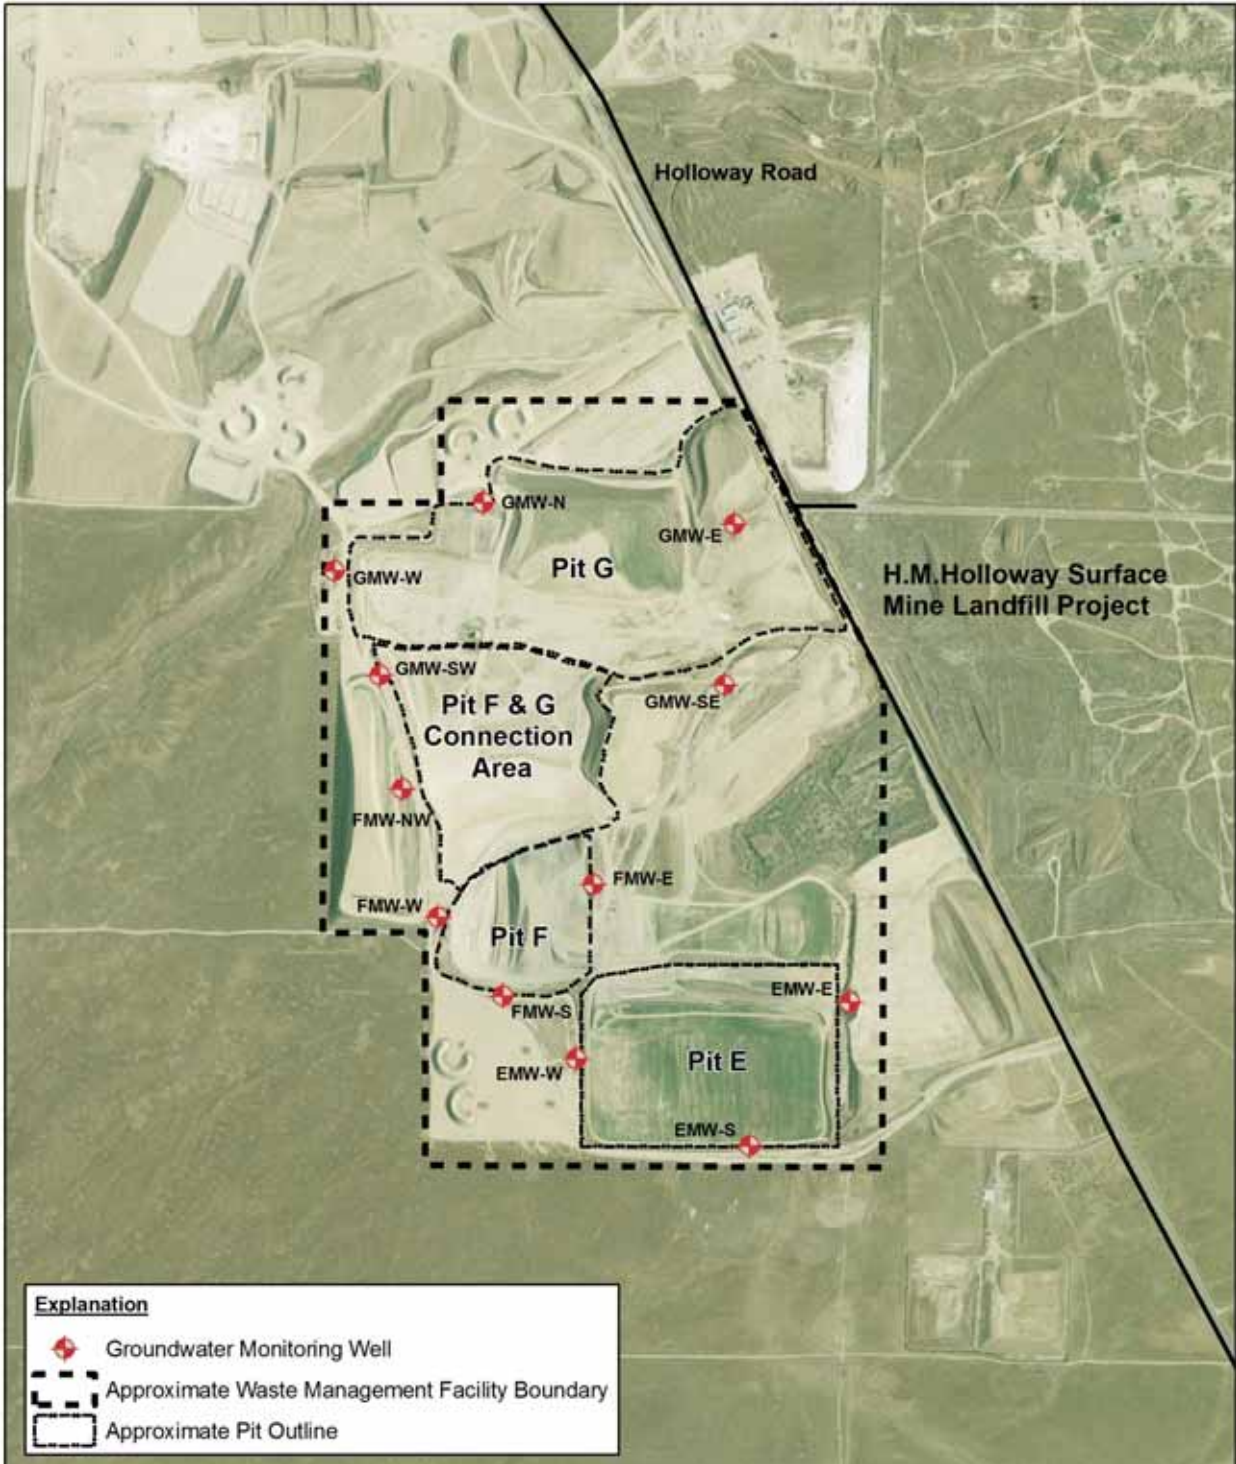 Holloway Road
GMW-N
GMW-E
Pit G
GMW-W
H.M.Holloway Surface
Mine Landfill Project
GMW-SW
GMW-SE
Pit F & G
Connection
Area
FMW-NW
FMW-E
FMW-W
Pit F
EMW-E
FMW-S
Pit E
EMW-W
EMW-S
Explanation
Groundwater Monitoring Well
Approximate Waste Management Facility Boundary
Approximate Pit Outline